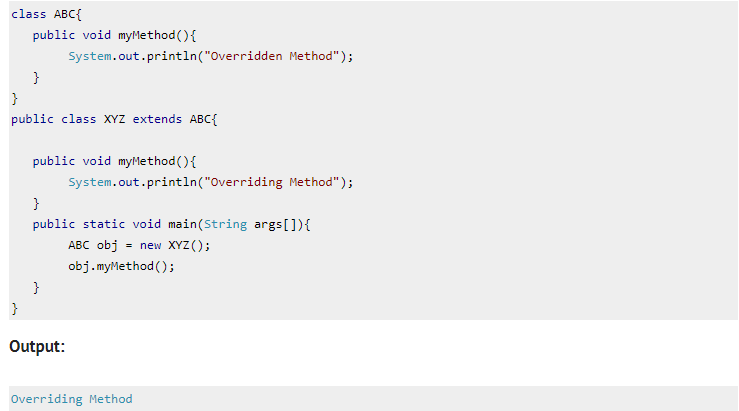 class ABC{
   public void myMethod(){
        System.out.println("Overridden Method");
   }
}
public class XYZ extends ABC{

   public void myMethod(){
        System.out.println("Overriding Method");
   }
   public static void main(String args[]){
        ABC obj = new XYZ();
        obj.myMethod();
   }
}
Output:
Overriding Method